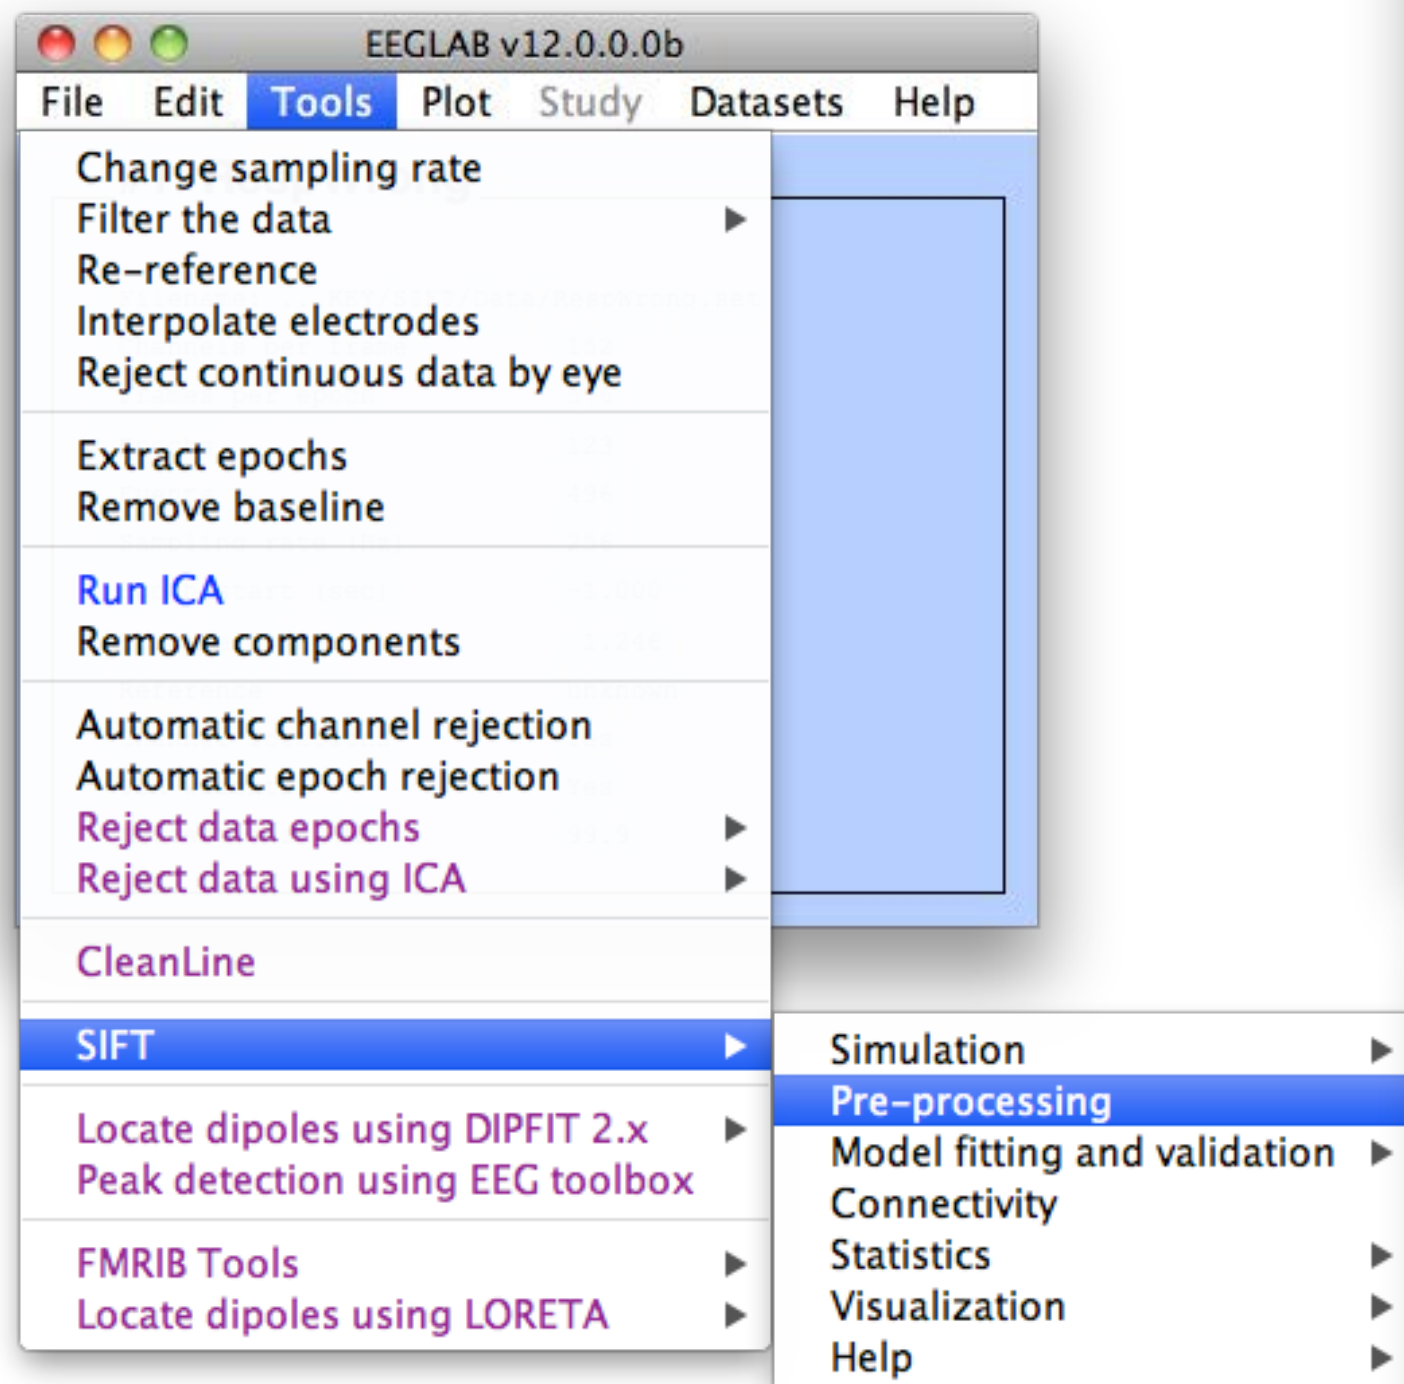 EEGLAB v12.0.0.0b
File Edit Tools Plot Study Datasets Help
Change sampling rate
Filter the data
Re-reference
Interpolate electrodes
Reject continuous data by eye
Extract epochs
Remove baseline
Run ICA
Remove components
Automatic channel rejection
Automatic epoch rejection
Reject data epochs
Reject data using ICA
CleanLine
SIFT
Locate dipoles using DIPFIT 2.x
Peak detection using EEG toolbox
FMRIB Tools
Locate dipoles using LORETA
Simulation
Pre-processing
Model fitting and validation
Connectivity
Statistics
Visualization
Help